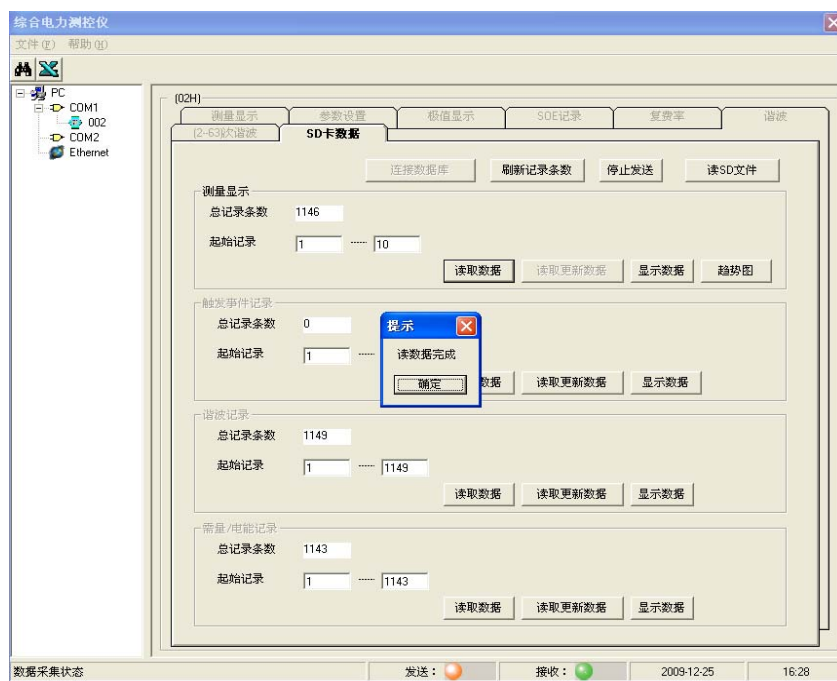 综合电力测控仪
文件(F) 帮助(H)
PC
COM1
002
COM2
Ethernet
(02H)
测量显示 参数设置 极值显示 SOE记录 复费率 谐波
(2-63)次谐波 SD卡数据
连接数据库 刷新记录条数 停止发送 读SD文件
测量显示
总记录条数 1146
起始记录 1 ---- 10
读取数据 读取更新数据 显示数据 趋势图
触发事件记录
总记录条数 0
起始记录 1 ----
数据 读取更新数据 显示数据
提示
读数据完成
确定
谐波记录
总记录条数 1149
起始记录 1 ---- 1149
读取数据 读取更新数据 显示数据
需量/电能记录
总记录条数 1143
起始记录 1 ---- 1143
读取数据 读取更新数据 显示数据
数据采集状态 发送： 接收： 2009-12-25 16:28